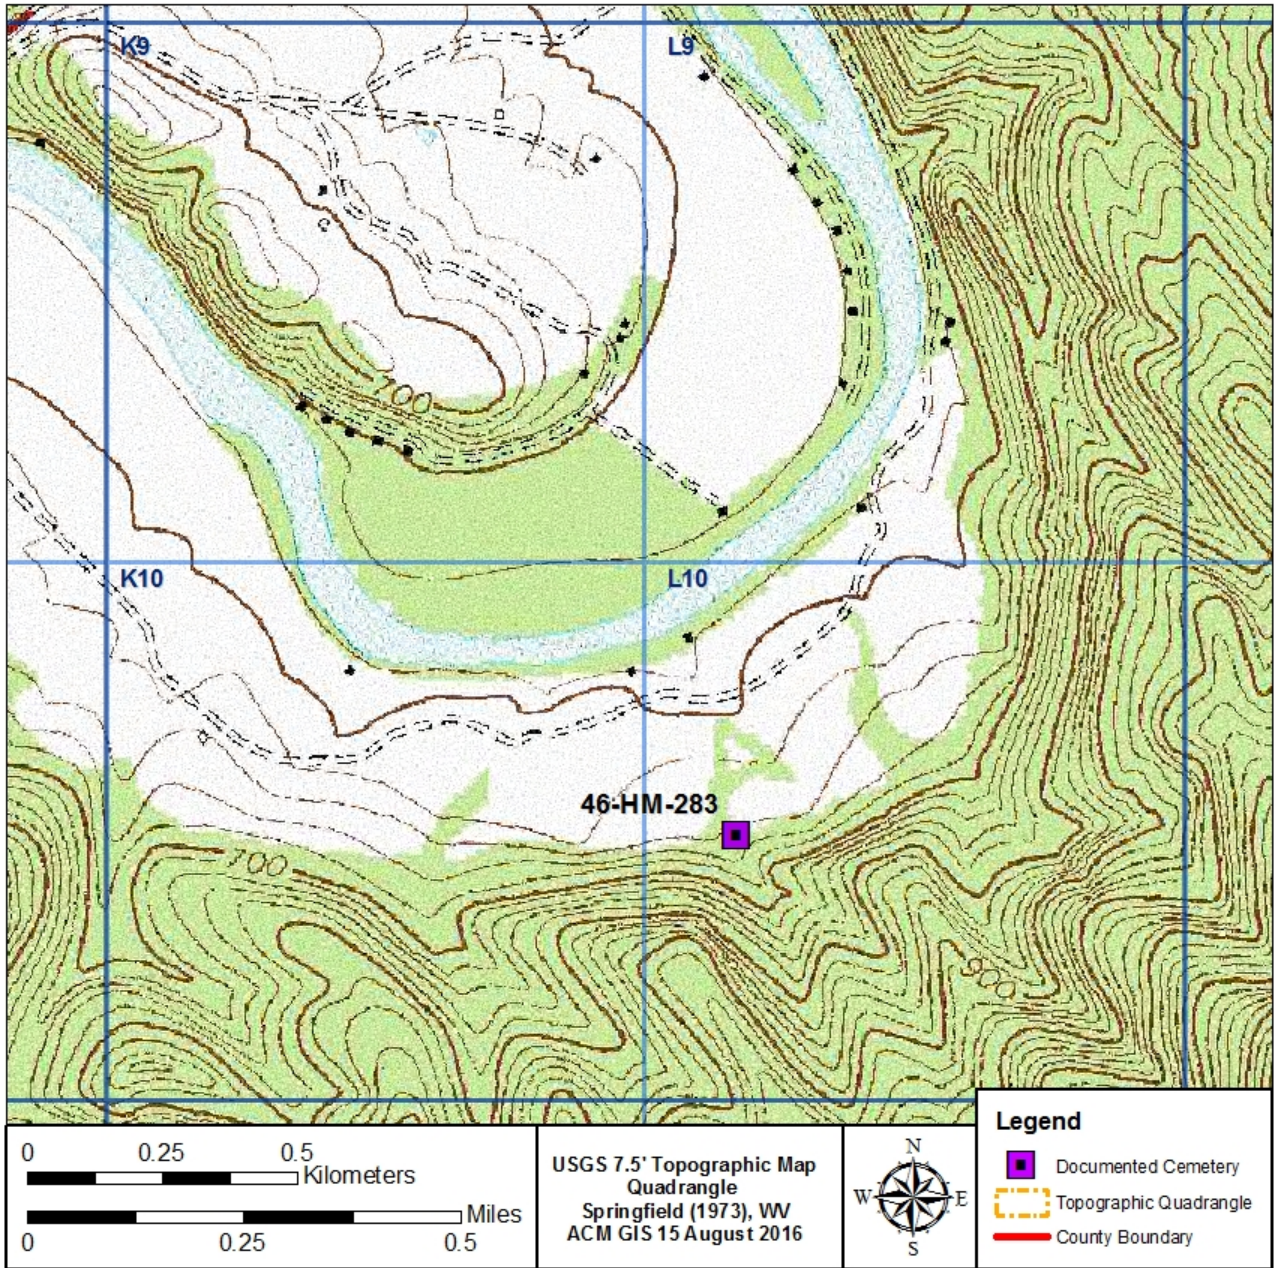 K9
L9
700
K10
L10
46-HM-283
700
900
0 0.25 0.5
Kilometers
Miles
0 0.25 0.5
USGS 7.5' Topographic Map
Quadrangle
Springfield (1973), WV
ACM GIS 15 August 2016
N
W E
S
Legend
Documented Cemetery
Topographic Quadrangle
County Boundary